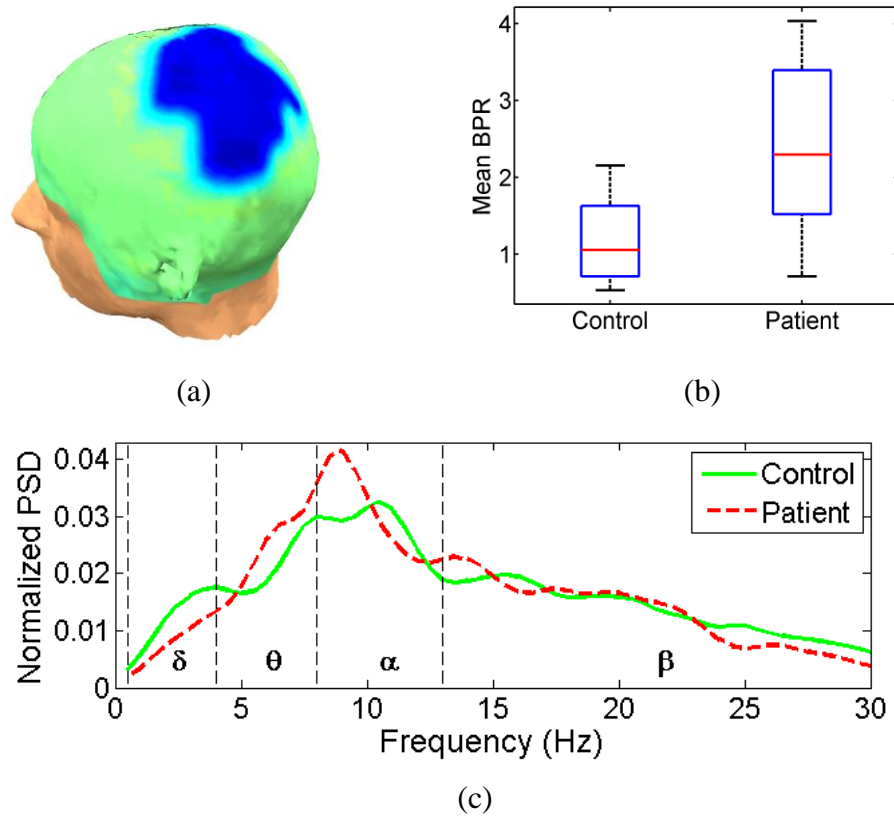 4
3
2
1
Mean BPR
Control Patient
(a)
(b)
0.04
0.03
0.02
0.01
0
Normalized PSD
Control
Patient
δ θ α β
0 5 10 15 20 25 30
Frequency (Hz)
(c)